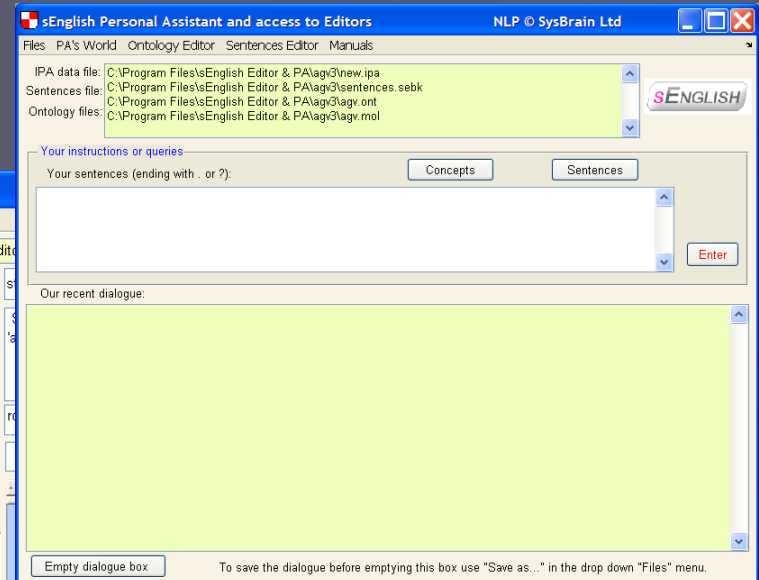 sEnglish Personal Assistant and access to Editors NLP © SysBrain Ltd
Files PA's World Ontology Editor Sentences Editor Manuals
IPA data file: C:\Program Files\sEnglish Editor & PA\agv3\new.ipa
Sentences file: C:\Program Files\sEnglish Editor & PA\agv3\sentences.sebk
Ontology files: C:\Program Files\sEnglish Editor & PA\agv3\agv.ont
C:\Program Files\sEnglish Editor & PA\agv3\agv.mol
sENGLISH
Your instructions or queries
Your sentences (ending with . or ?): Concepts Sentences
Enter
Our recent dialogue:
Empty dialogue box To save the dialogue before emptying this box use "Save as..." in the drop down "Files" menu.